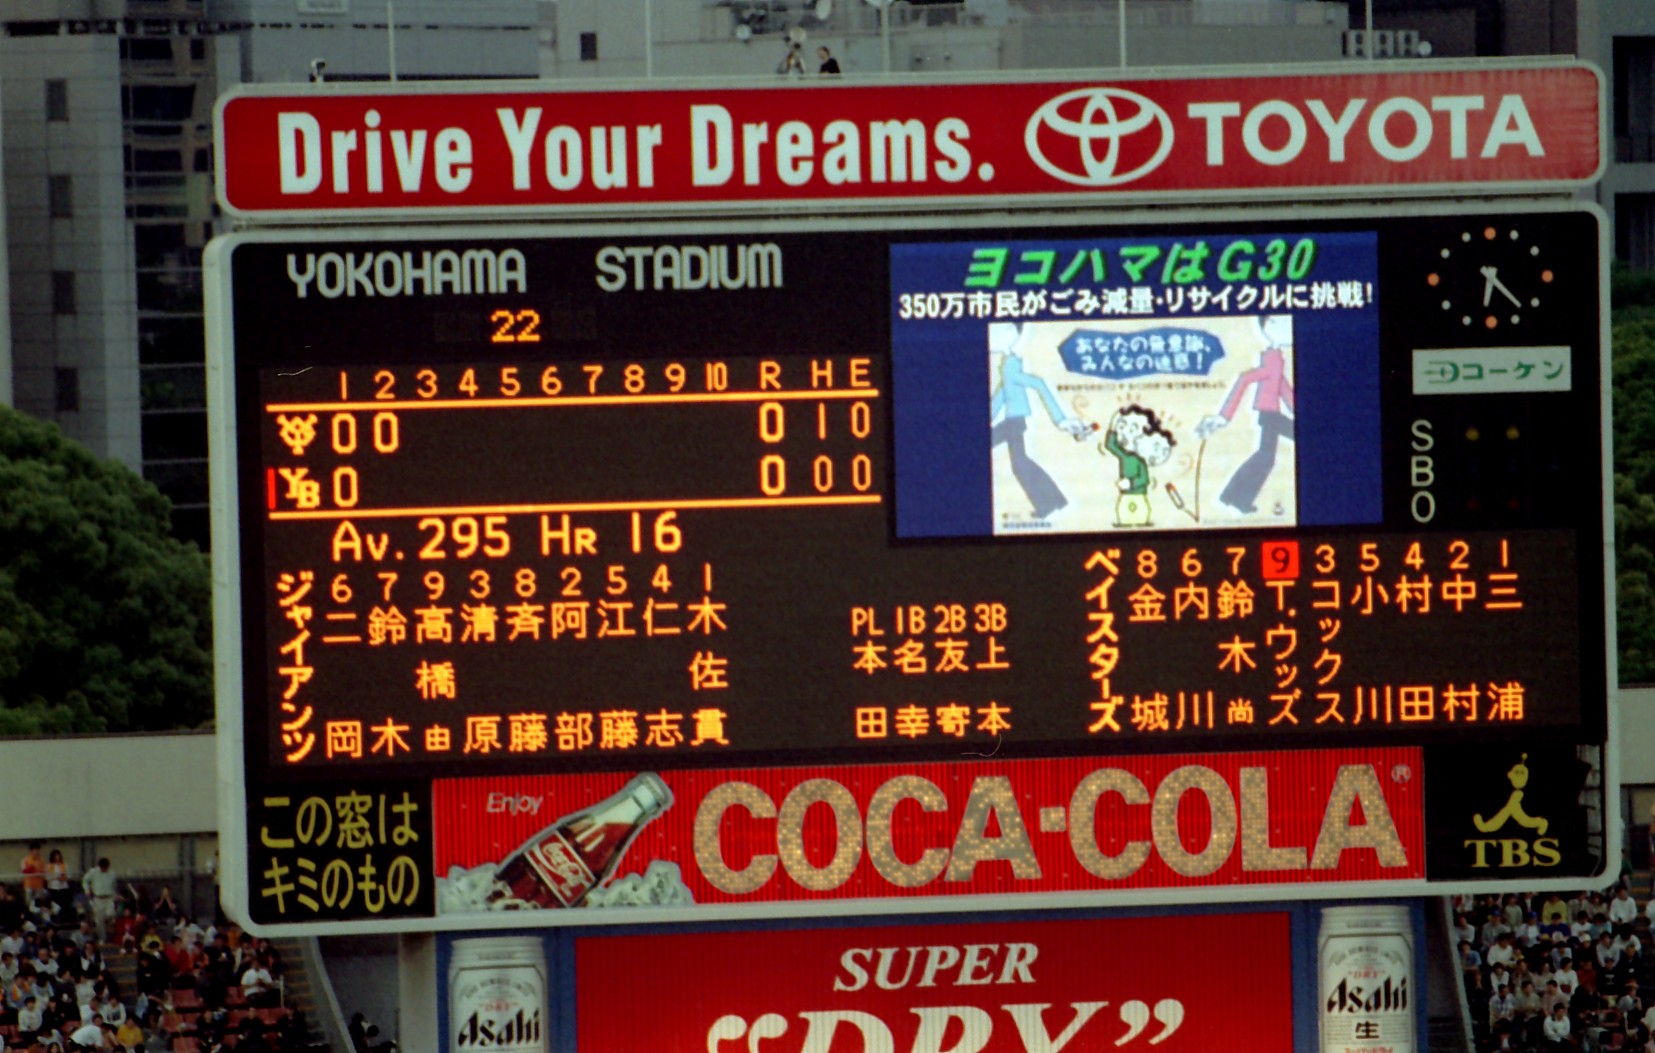 Drive Your Dreams. TOYOTA
YOKOHAMA STADIUM
22
1 2 3 4 5 6 7 8 9 10 R H E
0 0 0 1 0
YB 0 0 0 0
Av. 295 HR 16
ヨコハマはG30
350万市民がごみ減量・リサイクルに挑戦!
あなたの無意識、
みんなの迷惑!
コーケン
S
B
O
ジャイアンツ
6 二岡
7 鈴木
9 高橋由
3 清原
8 斉藤
2 阿部
5 江藤
4 仁志
1 木佐貫
PL 本田
1B 名幸
2B 友寄
3B 上本
ベイスターズ
8 金城
6 内川
7 鈴木尚
9 T.ウッズ
3 コックス
5 小川
4 村田
2 中村
1 三浦
この窓は
キミのもの
Enjoy
Coca-Cola
COCA-COLA®
TBS
SUPER
"DRY"
Asahi
Asahi
生